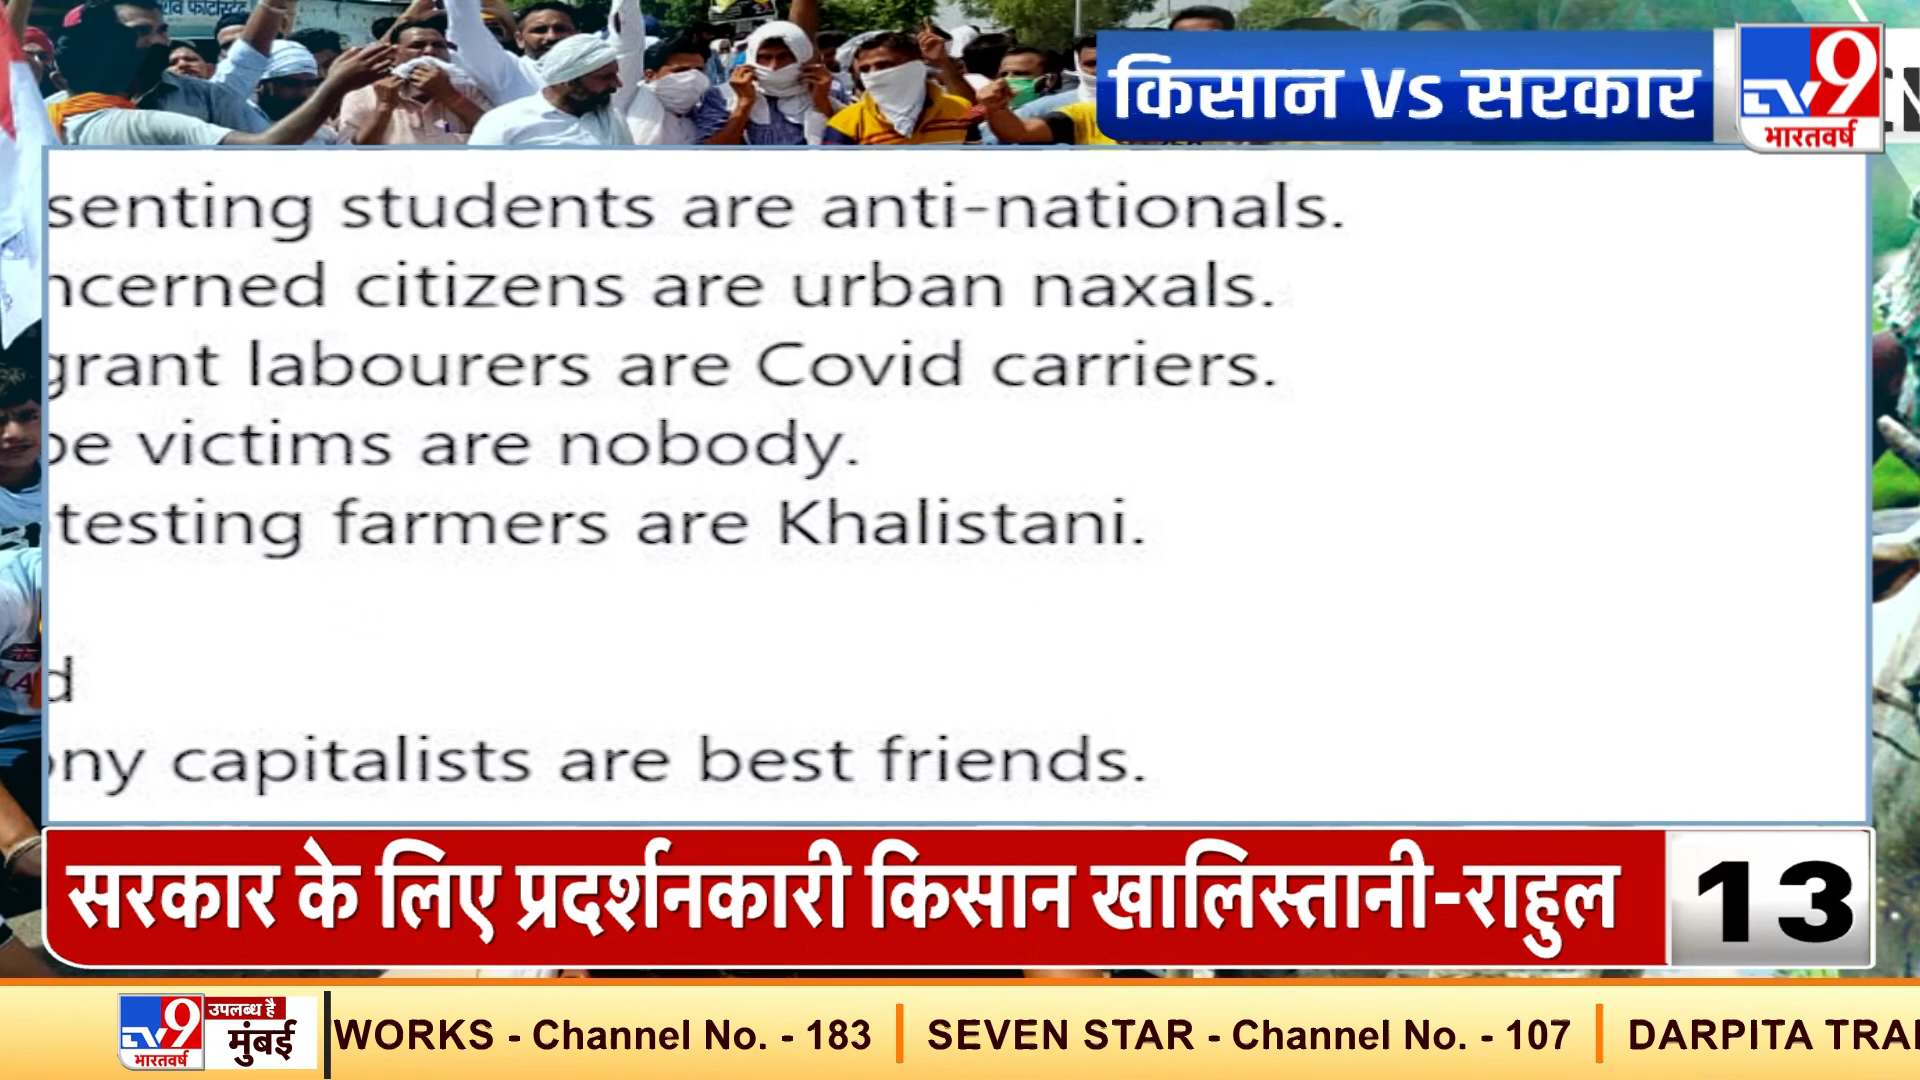 फोटोस्टेट
किसान Vs सरकार
TV9
भारतवर्ष
senting students are anti-nationals.
ncerned citizens are urban naxals.
grant labourers are Covid carriers.
pe victims are nobody.
testing farmers are Khalistani.
d
ony capitalists are best friends.
सरकार के लिए प्रदर्शनकारी किसान खालिस्तानी-राहुल
13
TV9
भारतवर्ष
उपलब्ध है
मुंबई
WORKS - Channel No. - 183 | SEVEN STAR - Channel No. - 107 | DARPITA TRA